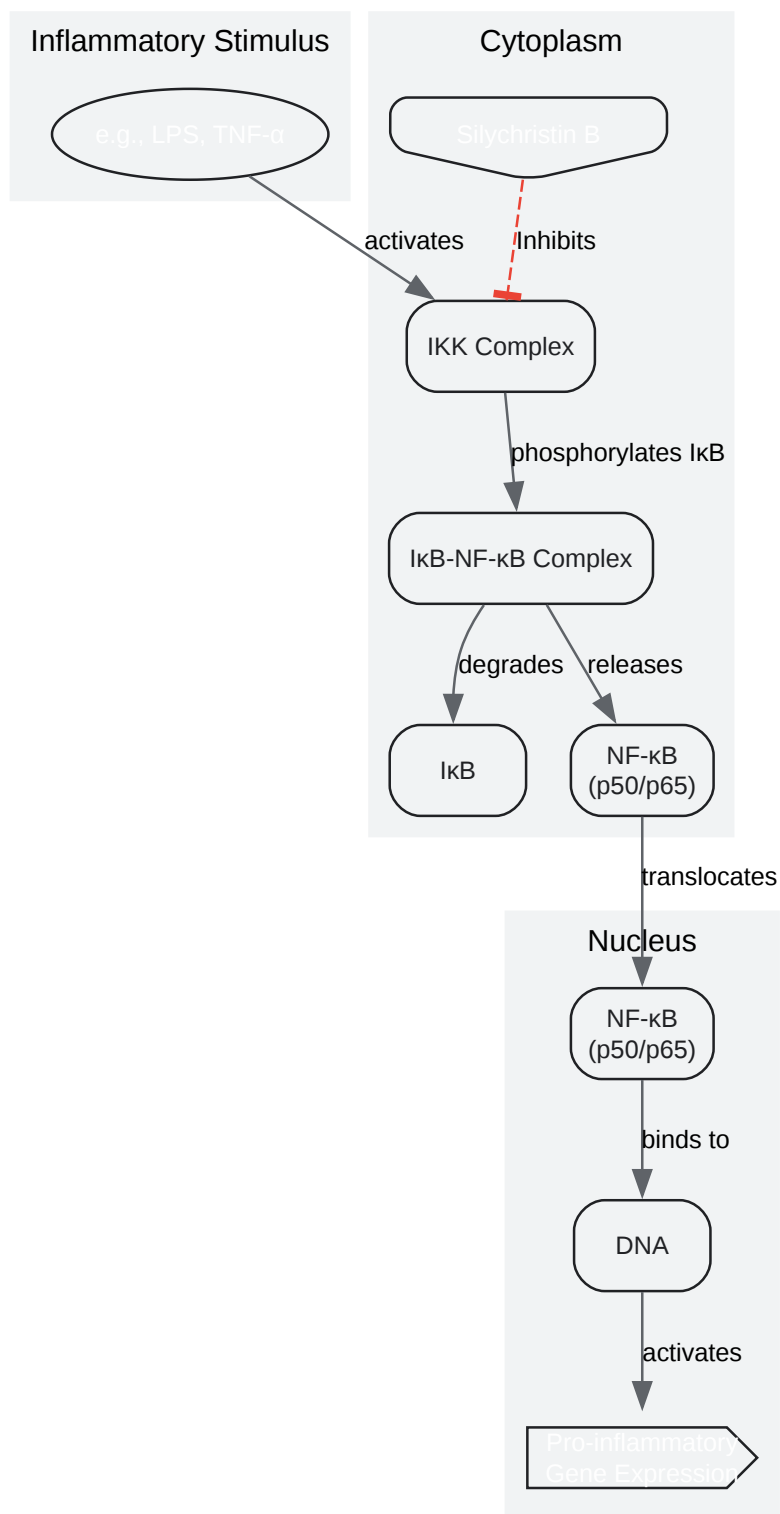 Inflammatory Stimulus
Cytoplasm
e.g., LPS, TNF-α
Silychristin B
activates
Inhibits
IKK Complex
phosphorylates IκB
IκB-NF-κB Complex
degrades
releases
IκB
NF-κB
(p50/p65)
translocates
Nucleus
NF-κB
(p50/p65)
binds to
DNA
activates
Pro-inflammatory
Gene Expression